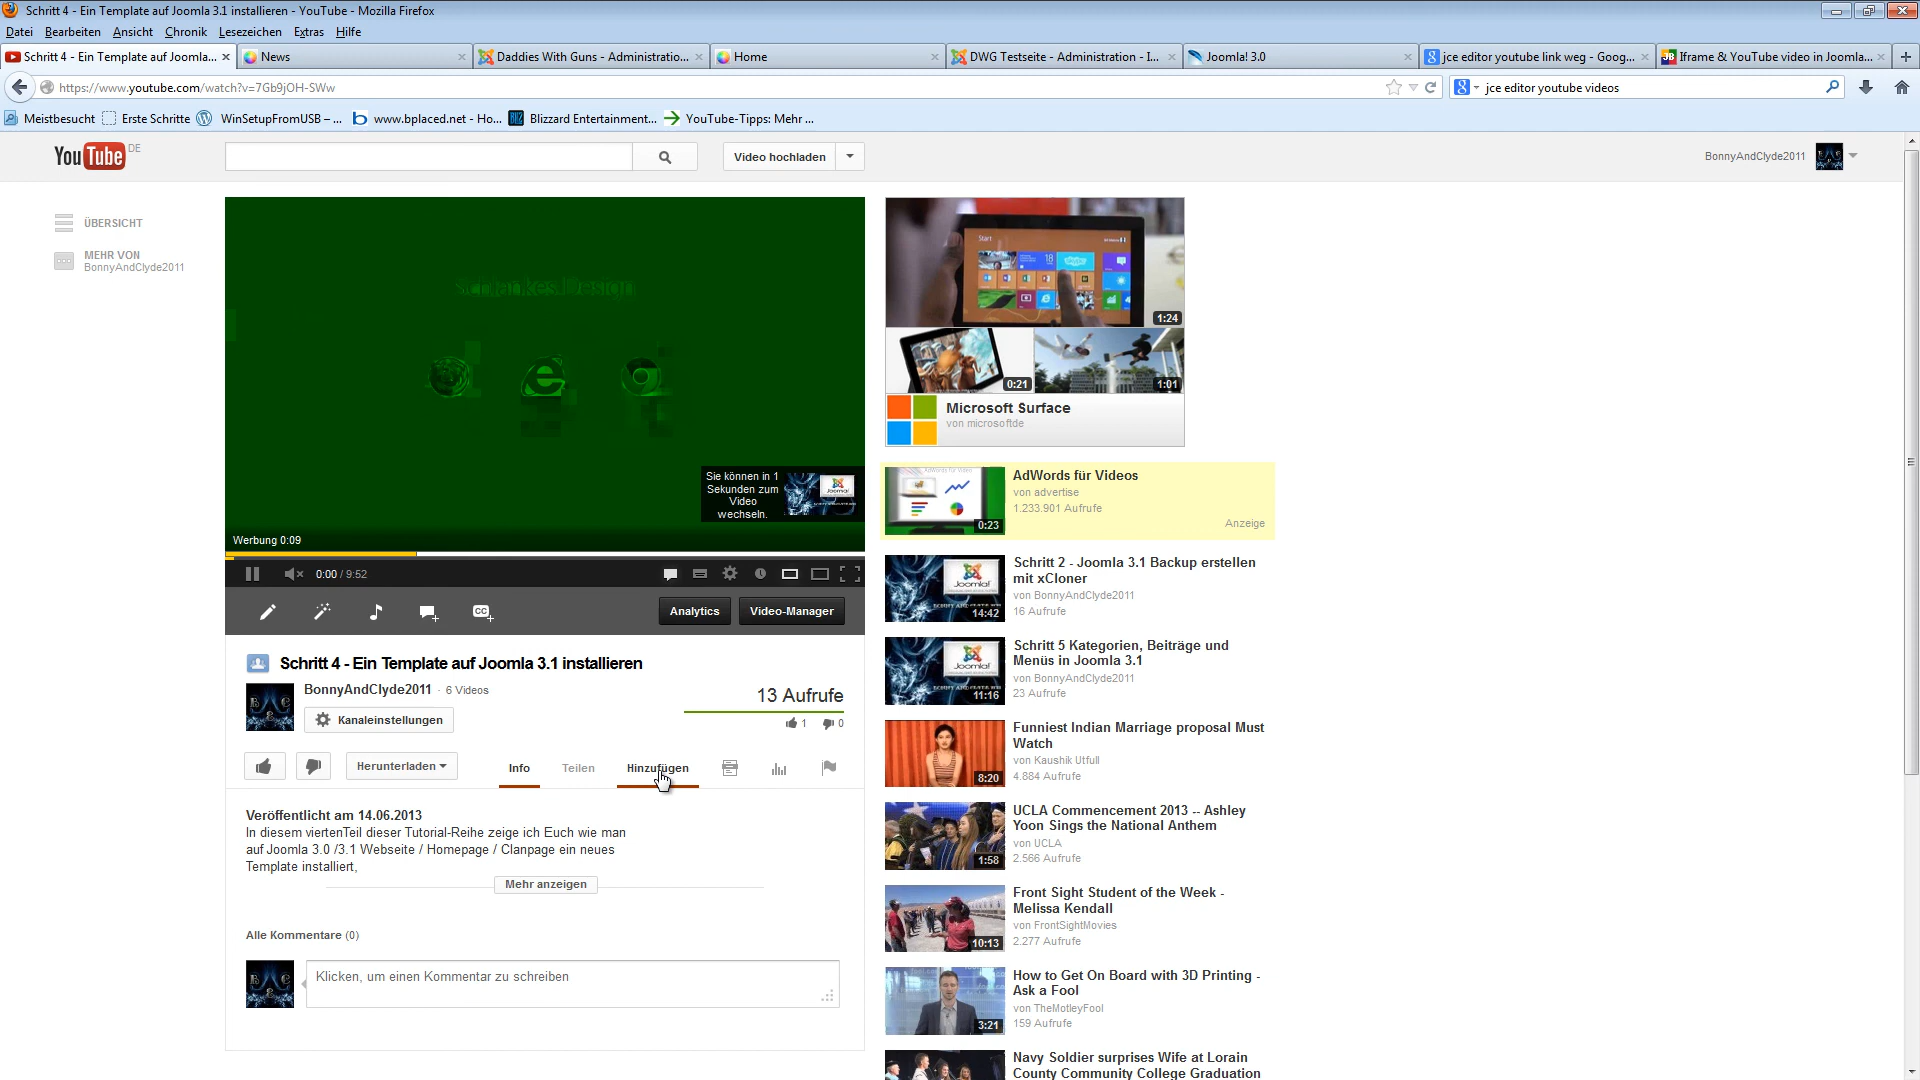 Schritt 4 - Ein Template auf Joomla 3.1 installieren - YouTube - Mozilla Firefox
Datei Bearbeiten Ansicht Chronik Lesezeichen Extras Hilfe
Schritt 4 - Ein Template auf Joomla...
News
Daddies With Guns - Administratio...
Home
DWG Testseite - Administration - I...
Joomla! 3.0
jce editor youtube link weg - Goog...
Iframe & YouTube video in Joomla...
https://www.youtube.com/watch?v=7Gb9jOH-SWw
jce editor youtube videos
Meistbesucht
Erste Schritte
WinSetupFromUSB – ...
www.bplaced.net - Ho...
Blizzard Entertainment...
YouTube-Tipps: Mehr ...
YouTube DE
Video hochladen
BonnyAndClyde2011
ÜBERSICHT
MEHR VON
BonnyAndClyde2011
schlankes Design
Sie können in 1
Sekunden zum
Video
wechseln.
Joomla!
Werbung 0:09
0:00 / 9:52
CC
Analytics
Video-Manager
Schritt 4 - Ein Template auf Joomla 3.1 installieren
BonnyAndClyde2011 · 6 Videos
Kanaleinstellungen
13 Aufrufe
1
0
Herunterladen
Info
Teilen
Hinzufügen
Veröffentlicht am 14.06.2013
In diesem viertenTeil dieser Tutorial-Reihe zeige ich Euch wie man
auf Joomla 3.0 /3.1 Webseite / Homepage / Clanpage ein neues
Template installiert,
Mehr anzeigen
Alle Kommentare (0)
Klicken, um einen Kommentar zu schreiben
Start
1:24
0:21
1:01
Microsoft Surface
von microsoftde
0:23
AdWords für Videos
von advertise
1.233.901 Aufrufe
Anzeige
Joomla!
14:42
Schritt 2 - Joomla 3.1 Backup erstellen
mit xCloner
von BonnyAndClyde2011
16 Aufrufe
Joomla!
11:16
Schritt 5 Kategorien, Beiträge und
Menüs in Joomla 3.1
von BonnyAndClyde2011
23 Aufrufe
8:20
Funniest Indian Marriage proposal Must
Watch
von Kaushik Utfull
4.884 Aufrufe
1:58
UCLA Commencement 2013 -- Ashley
Yoon Sings the National Anthem
von UCLA
2.566 Aufrufe
10:13
Front Sight Student of the Week -
Melissa Kendall
von FrontSightMovies
2.277 Aufrufe
3:21
How to Get On Board with 3D Printing -
Ask a Fool
von TheMotleyFool
159 Aufrufe
Navy Soldier surprises Wife at Lorain
County Community College Graduation